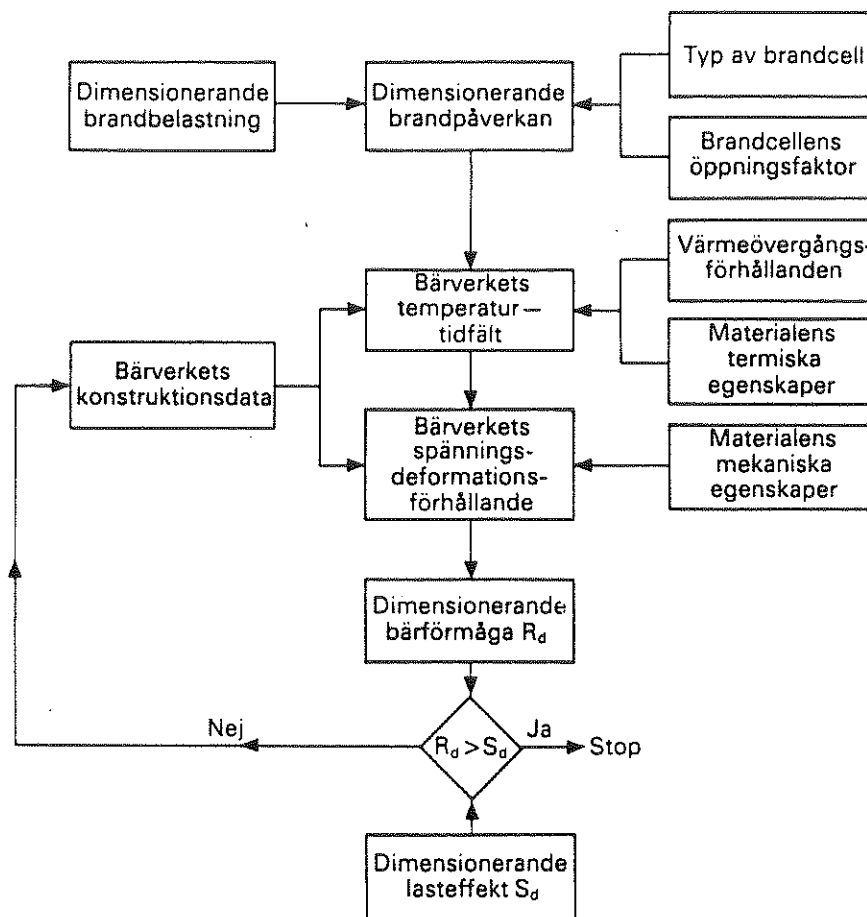 Dimensionerande
brandbelastning
Dimensionerande
brandpåverkan
Typ av brandcell
Brandcellens
öppningsfaktor
Bärverkets
temperatur–
tidfält
Värmeövergångs-
förhållanden
Materialens
termiska
egenskaper
Bärverkets
konstruktionsdata
Bärverkets
spännings-
deformations-
förhållande
Materialens
mekaniska
egenskaper
Dimensionerande
bärförmåga R_d
Nej
R_d > S_d
Ja
Stop
Dimensionerande
lasteffekt S_d